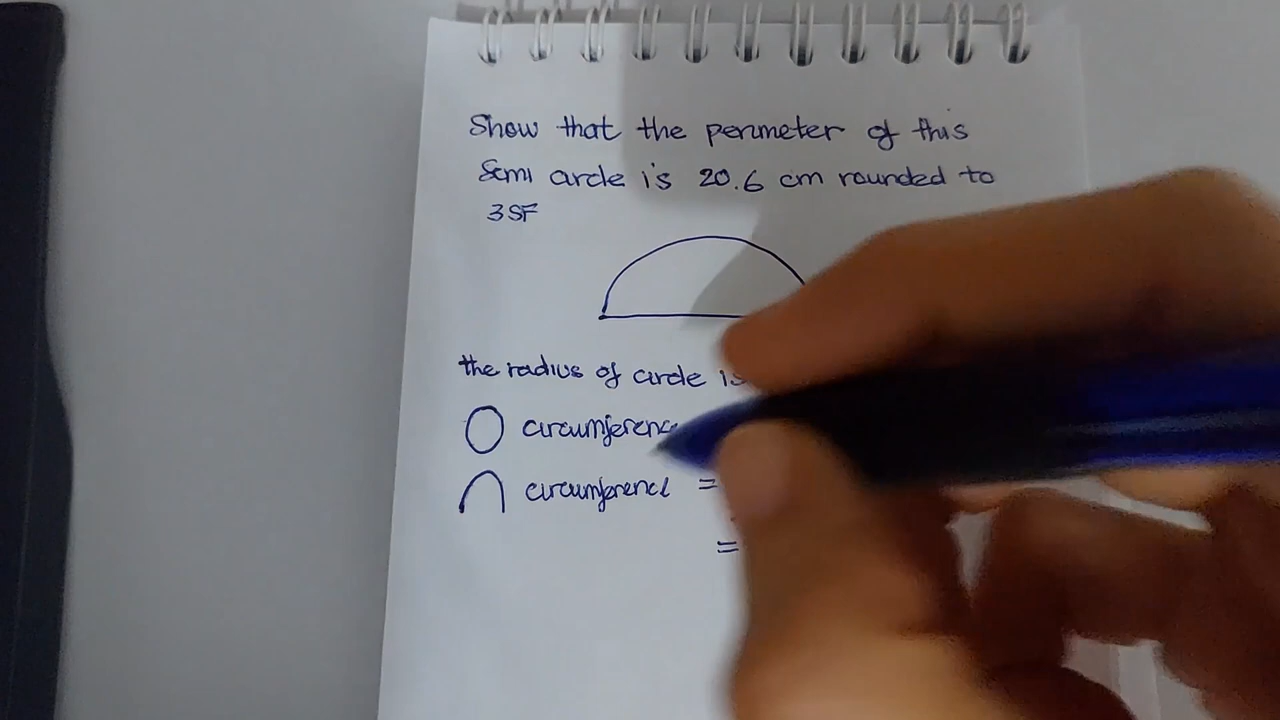 Show that the perimeter of this
Semi circle is 20.6 cm rounded to
3SF
the radius of circle is
circumference
circumference =
=